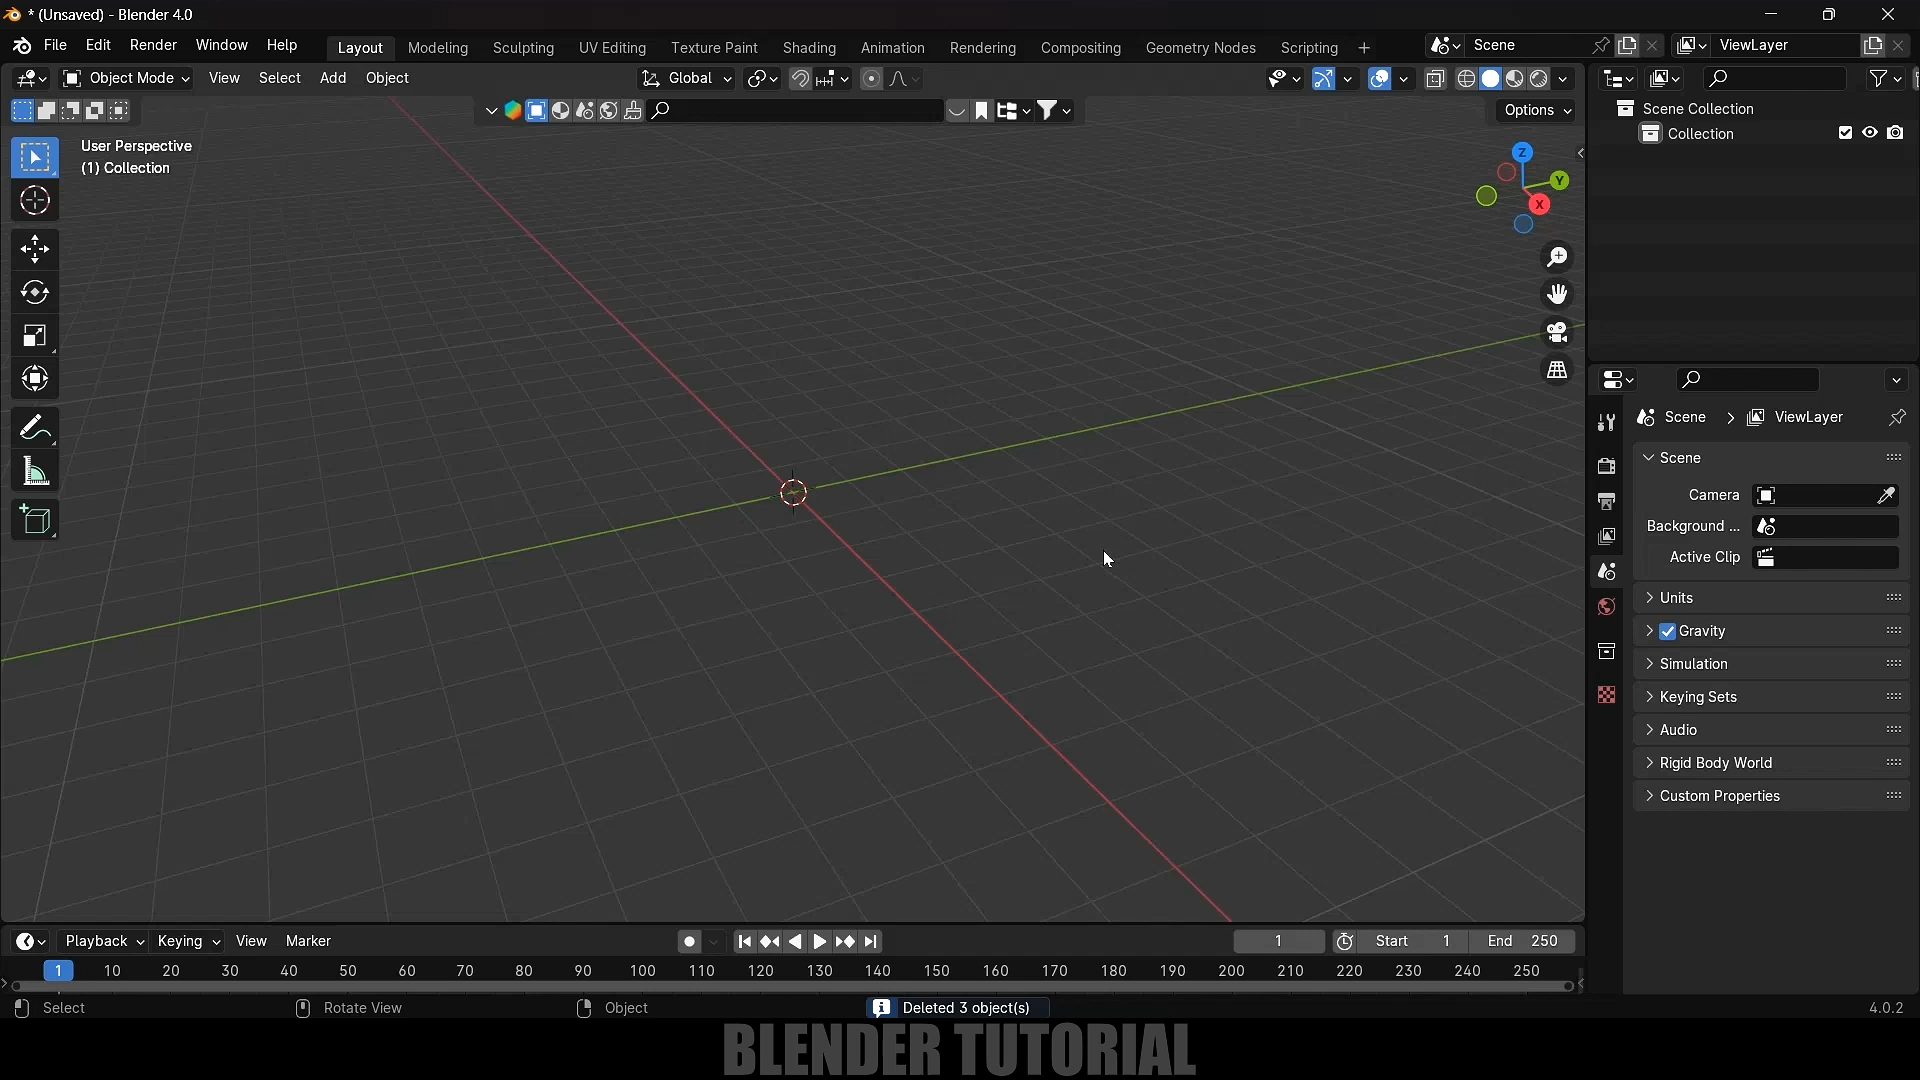 * (Unsaved) - Blender 4.0
File Edit Render Window Help Layout Modeling Sculpting UV Editing Texture Paint Shading Animation Rendering Compositing Geometry Nodes Scripting + Scene ViewLayer
Object Mode View Select Add Object Global
Options
User Perspective
(1) Collection
Z
Y
X
Scene Collection
Collection
Scene > ViewLayer
Scene
Camera
Background ...
Active Clip
Units
Gravity
Simulation
Keying Sets
Audio
Rigid Body World
Custom Properties
Playback Keying View Marker 1 Start 1 End 250
1 10 20 30 40 50 60 70 80 90 100 110 120 130 140 150 160 170 180 190 200 210 220 230 240 250
Select Rotate View Object Deleted 3 object(s) 4.0.2
BLENDER TUTORIAL